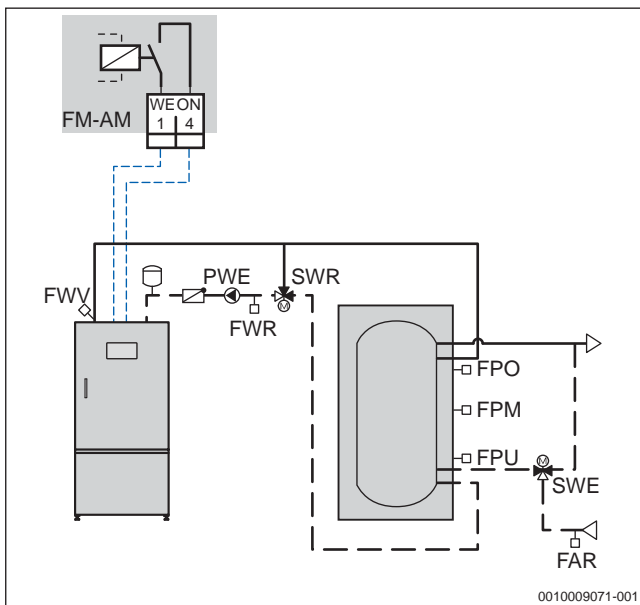 WE ON
FM-AM
1 4
PWE
SWR
FWV
FWR
M
FPO
FPM
FPU
M
SWE
FAR
0010009071-001